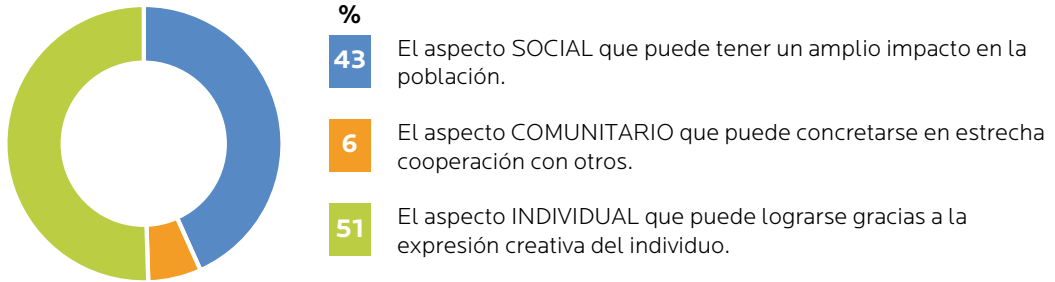 %
43
El aspecto SOCIAL que puede tener un amplio impacto en la
población.
6
El aspecto COMUNITARIO que puede concretarse en estrecha
cooperación con otros.
51
El aspecto INDIVIDUAL que puede lograrse gracias a la
expresión creativa del individuo.